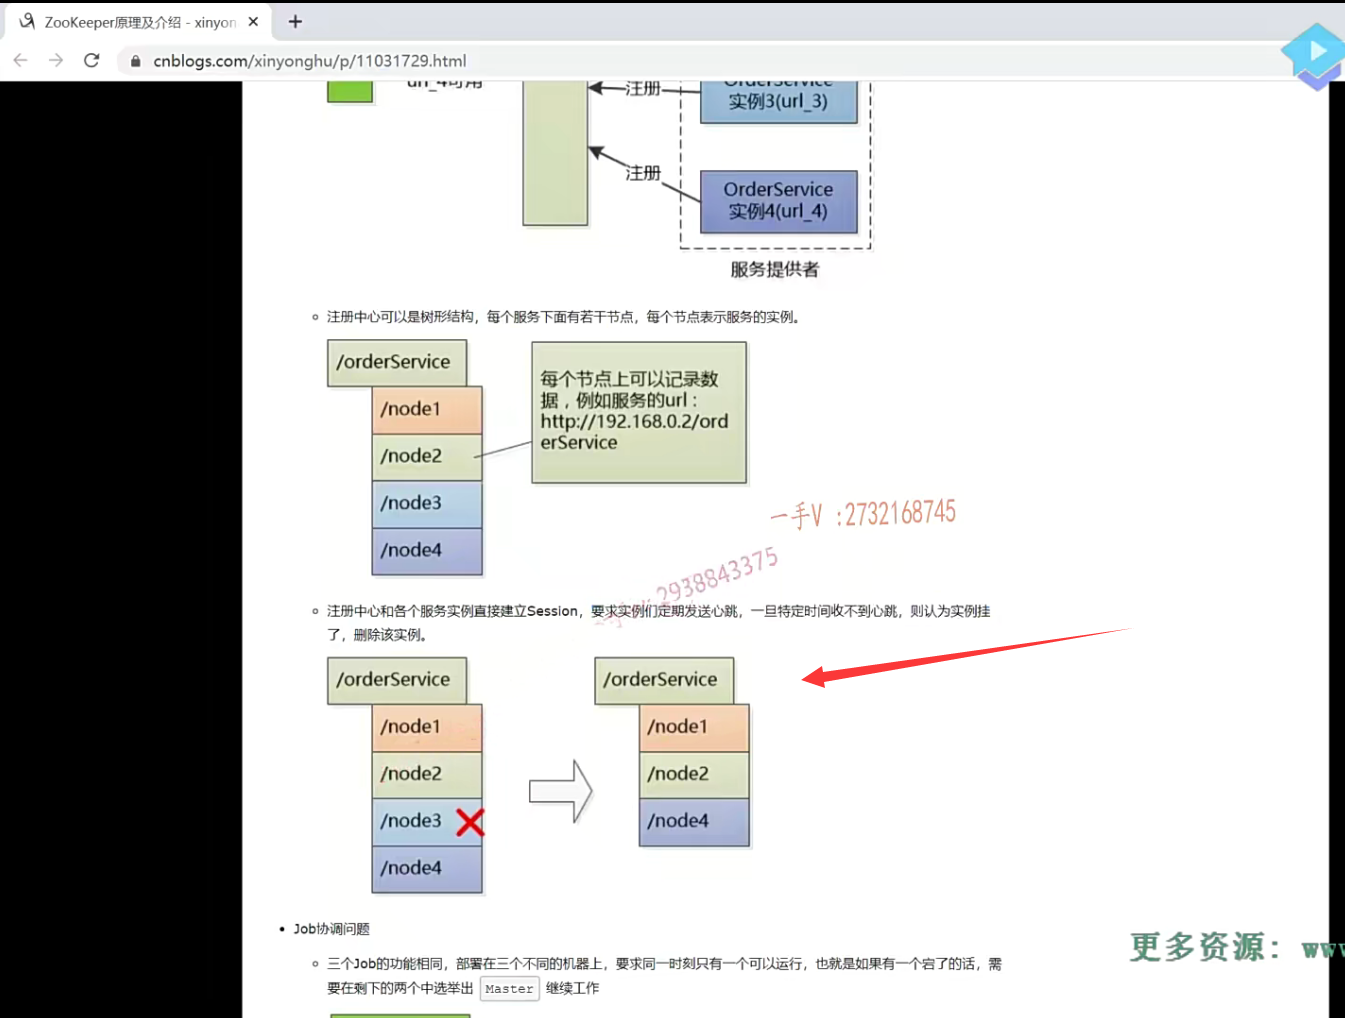 ZooKeeper原理及介绍 - xinyon
cnblogs.com/xinyonghu/p/11031729.html
url_4可用
注册
OrderService
实例3(url_3)
注册
OrderService
实例4(url_4)
服务提供者
注册中心可以是树形结构，每个服务下面有若干节点，每个节点表示服务的实例。
/orderService
/node1
/node2
/node3
/node4
每个节点上可以记录数
据，例如服务的url：
http://192.168.0.2/ord
erService
一手V :2732168745
2938843375
注册中心和各个服务实例直接建立Session，要求实例们定期发送心跳，一旦特定时间收不到心跳，则认为实例挂
了，删除该实例。
/orderService
/node1
/node2
/node3
/node4
/orderService
/node1
/node2
/node4
Job协调问题
三个Job的功能相同，部署在三个不同的机器上，要求同一时刻只有一个可以运行，也就是如果有一个宕了的话，需
要在剩下的两个中选举出 Master 继续工作
更多资源：www